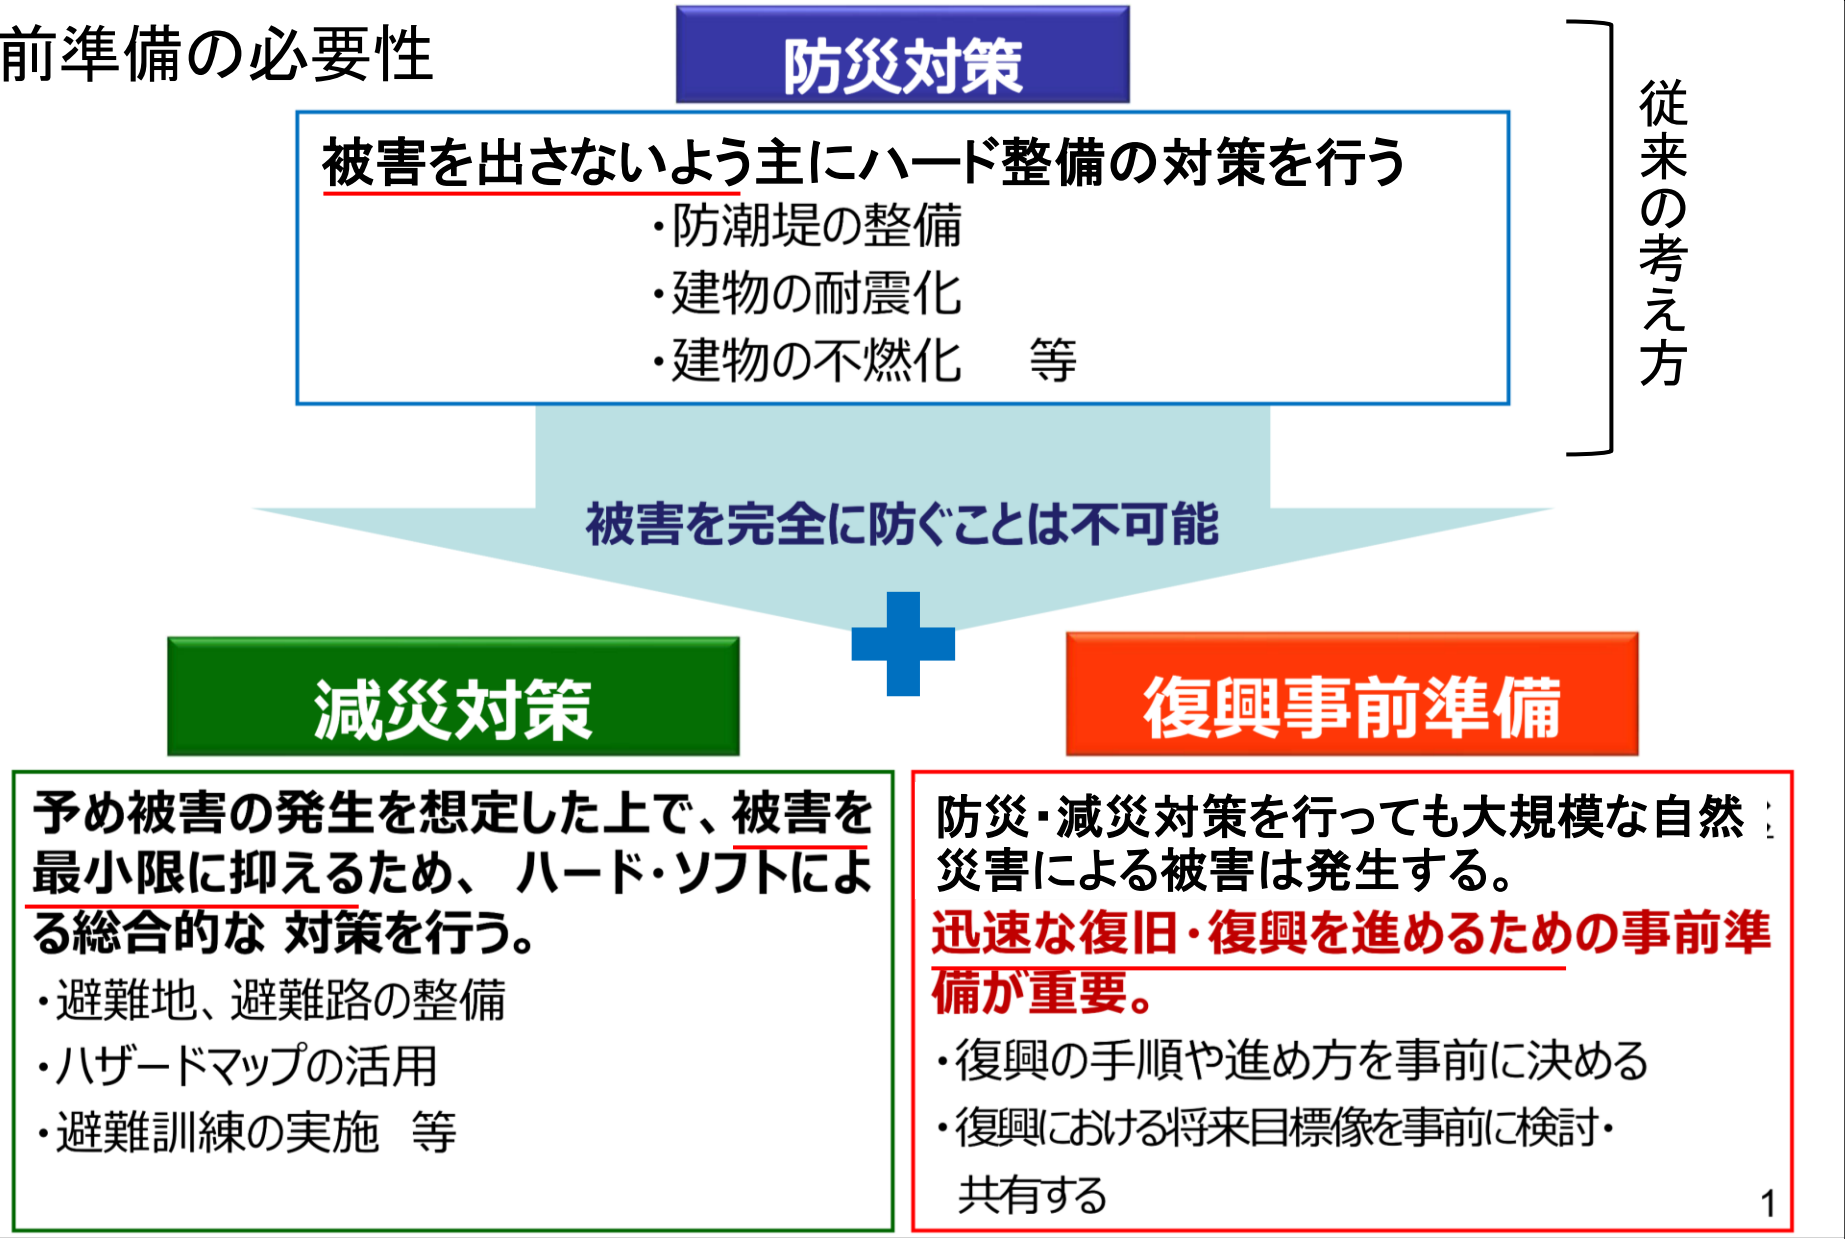 前準備の必要性
防災対策
被害を出さないよう主にハード整備の対策を行う
・防潮堤の整備
・建物の耐震化
・建物の不燃化 等
従来の考え方
被害を完全に防ぐことは不可能
減災対策
予め被害の発生を想定した上で、被害を
最小限に抑えるため、 ハード・ソフトによ
る総合的な 対策を行う。
・避難地、避難路の整備
・ハザードマップの活用
・避難訓練の実施 等
復興事前準備
防災・減災対策を行っても大規模な自然
災害による被害は発生する。
迅速な復旧・復興を進めるための事前準
備が重要。
・復興の手順や進め方を事前に決める
・復興における将来目標像を事前に検討・
共有する
1